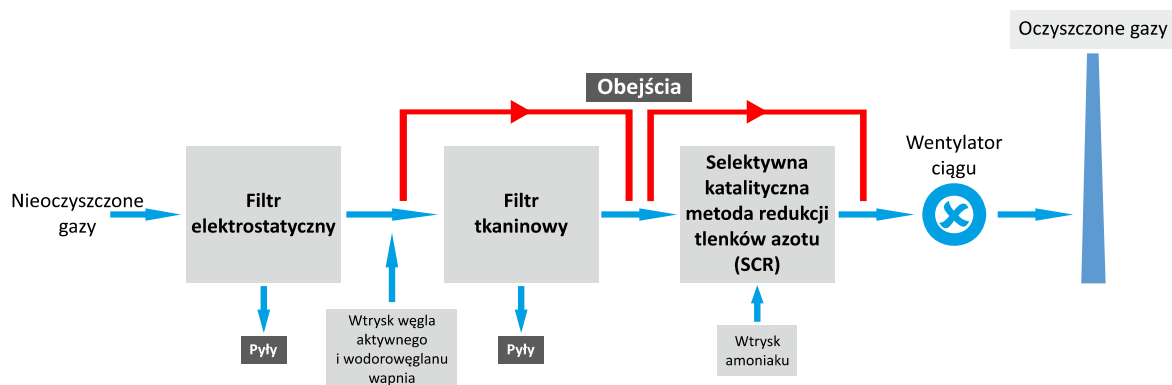 Oczyszczone gazy
Obejścia
Nieoczyszczone
gazy
Filtr
elektrostatyczny
Filtr
tkaninowy
Selektywna
katalityczna
metoda redukcji
tlenków azotu
(SCR)
Wentylator
ciągu
Pyły
Wtrysk węgla
aktywnego
i wodorowęglanu
wapnia
Pyły
Wtrysk
amoniaku